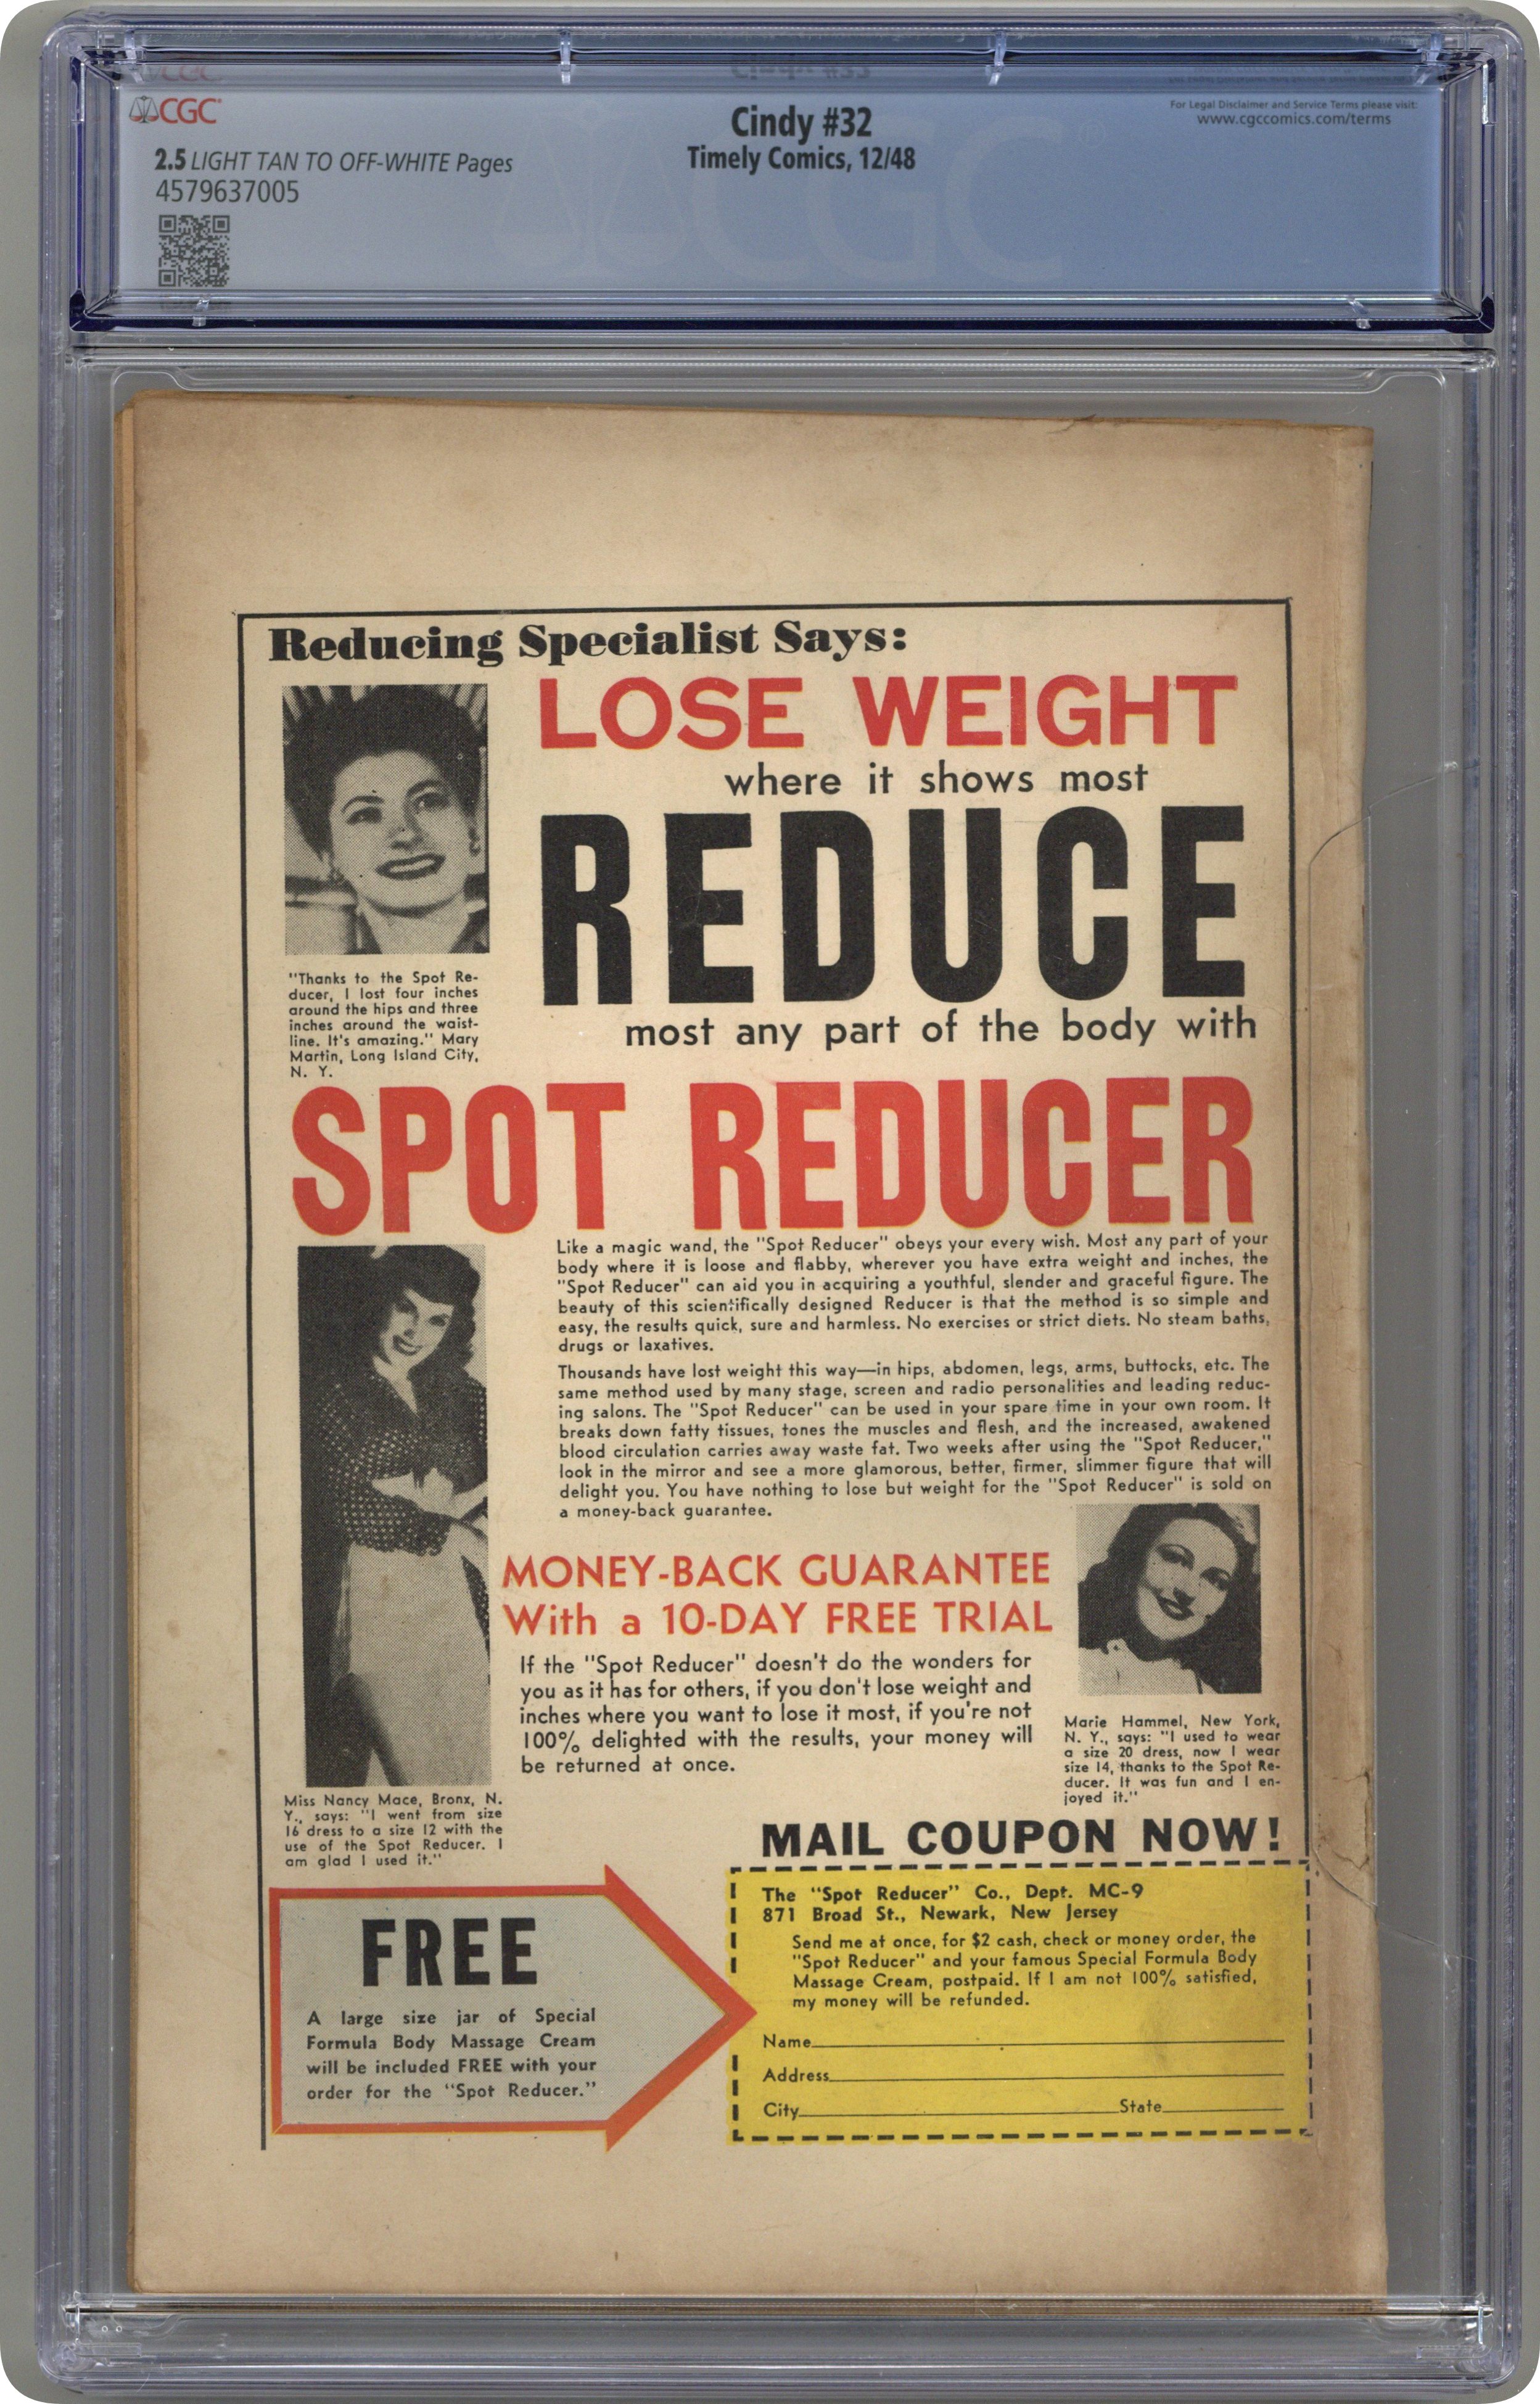 CGC
Cindy #32
Timely Comics, 12/48
For Legal Disclaimer and Service Terms please visit:
www.cgccomics.com/terms
2.5 LIGHT TAN TO OFF-WHITE Pages
4579637005
Reducing Specialist Says:
LOSE WEIGHT
where it shows most
REDUCE
most any part of the body with
"Thanks to the Spot Re-
ducer, I lost four inches
around the hips and three
inches around the waist-
line. It's amazing." Mary
Martin, Long Island City,
N. Y.
SPOT REDUCER
Like a magic wand, the "Spot Reducer" obeys your every wish. Most any part of your
body where it is loose and flabby, wherever you have extra weight and inches, the
"Spot Reducer" can aid you in acquiring a youthful, slender and graceful figure. The
beauty of this scientifically designed Reducer is that the method is so simple and
easy, the results quick, sure and harmless. No exercises or strict diets. No steam baths,
drugs or laxatives.
Thousands have lost weight this way—in hips, abdomen, legs, arms, buttocks, etc. The
same method used by many stage, screen and radio personalities and leading reduc-
ing salons. The "Spot Reducer" can be used in your spare time in your own room. It
breaks down fatty tissues, tones the muscles and flesh, and the increased, awakened
blood circulation carries away waste fat. Two weeks after using the "Spot Reducer,"
look in the mirror and see a more glamorous, better, firmer, slimmer figure that will
delight you. You have nothing to lose but weight for the "Spot Reducer" is sold on
a money-back guarantee.
MONEY-BACK GUARANTEE
With a 10-DAY FREE TRIAL
If the "Spot Reducer" doesn't do the wonders for
you as it has for others, if you don't lose weight and
inches where you want to lose it most, if you're not
100% delighted with the results, your money will
be returned at once.
Marie Hammel, New York,
N. Y., says: "I used to wear
a size 20 dress, now I wear
size 14, thanks to the Spot Re-
ducer. It was fun and I en-
joyed it."
Miss Nancy Mace, Bronx, N.
Y., says: "I went from size
16 dress to a size 12 with the
use of the Spot Reducer. I
am glad I used it."
MAIL COUPON NOW!
FREE
A large size jar of Special
Formula Body Massage Cream
will be included FREE with your
order for the "Spot Reducer."
The "Spot Reducer" Co., Dept. MC-9
871 Broad St., Newark, New Jersey
Send me at once, for $2 cash, check or money order, the
"Spot Reducer" and your famous Special Formula Body
Massage Cream, postpaid. If I am not 100% satisfied,
my money will be refunded.
Name
Address
City State